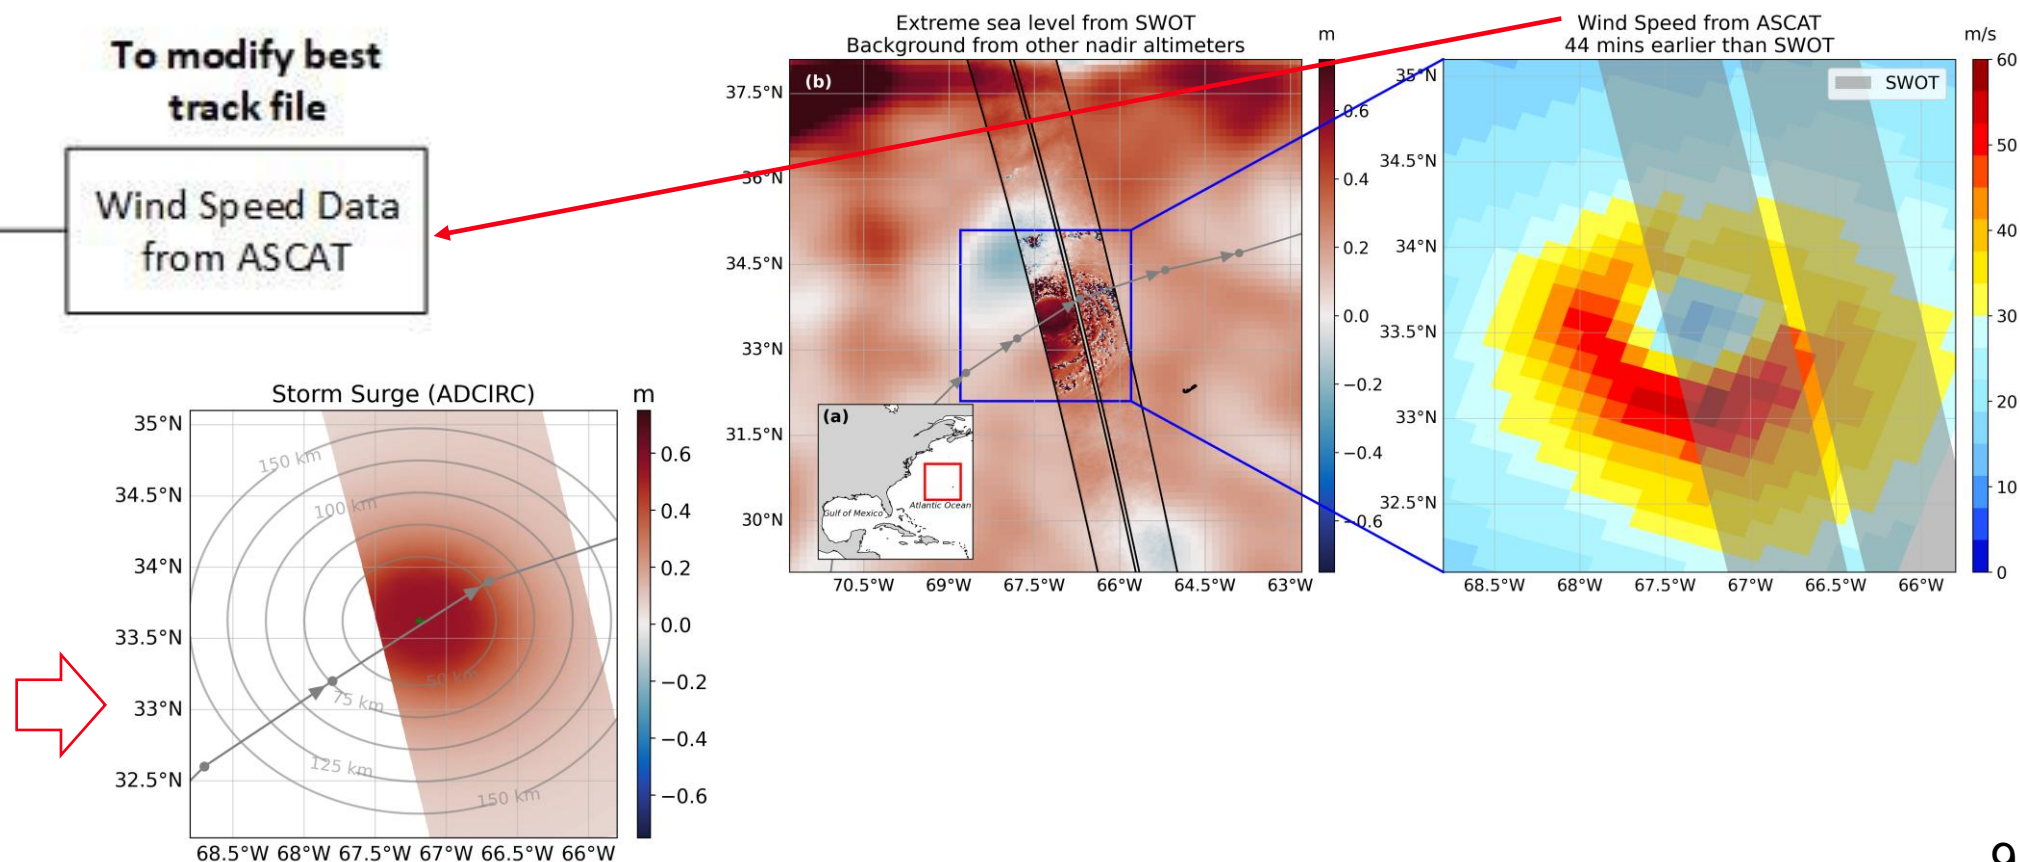 To modify best
track file
Wind Speed Data
from ASCAT
Extreme sea level from SWOT
Background from other nadir altimeters
m
(b)
37.5°N
36°N
34.5°N
33°N
31.5°N
30°N
70.5°W 69°W 67.5°W 66°W 64.5°W 63°W
0.6
0.4
0.2
0.0
−0.2
−0.4
−0.6
(a)
Gulf of Mexico
Atlantic Ocean
Wind Speed from ASCAT
44 mins earlier than SWOT
m/s
SWOT
35°N
34.5°N
34°N
33.5°N
33°N
32.5°N
68.5°W 68°W 67.5°W 67°W 66.5°W 66°W
60
50
40
30
20
10
0
Storm Surge (ADCIRC)
m
35°N
34.5°N
34°N
33.5°N
33°N
32.5°N
150 km
100 km
50 km
75 km
125 km
150 km
68.5°W 68°W 67.5°W 67°W 66.5°W 66°W
0.6
0.4
0.2
0.0
−0.2
−0.4
−0.6
9